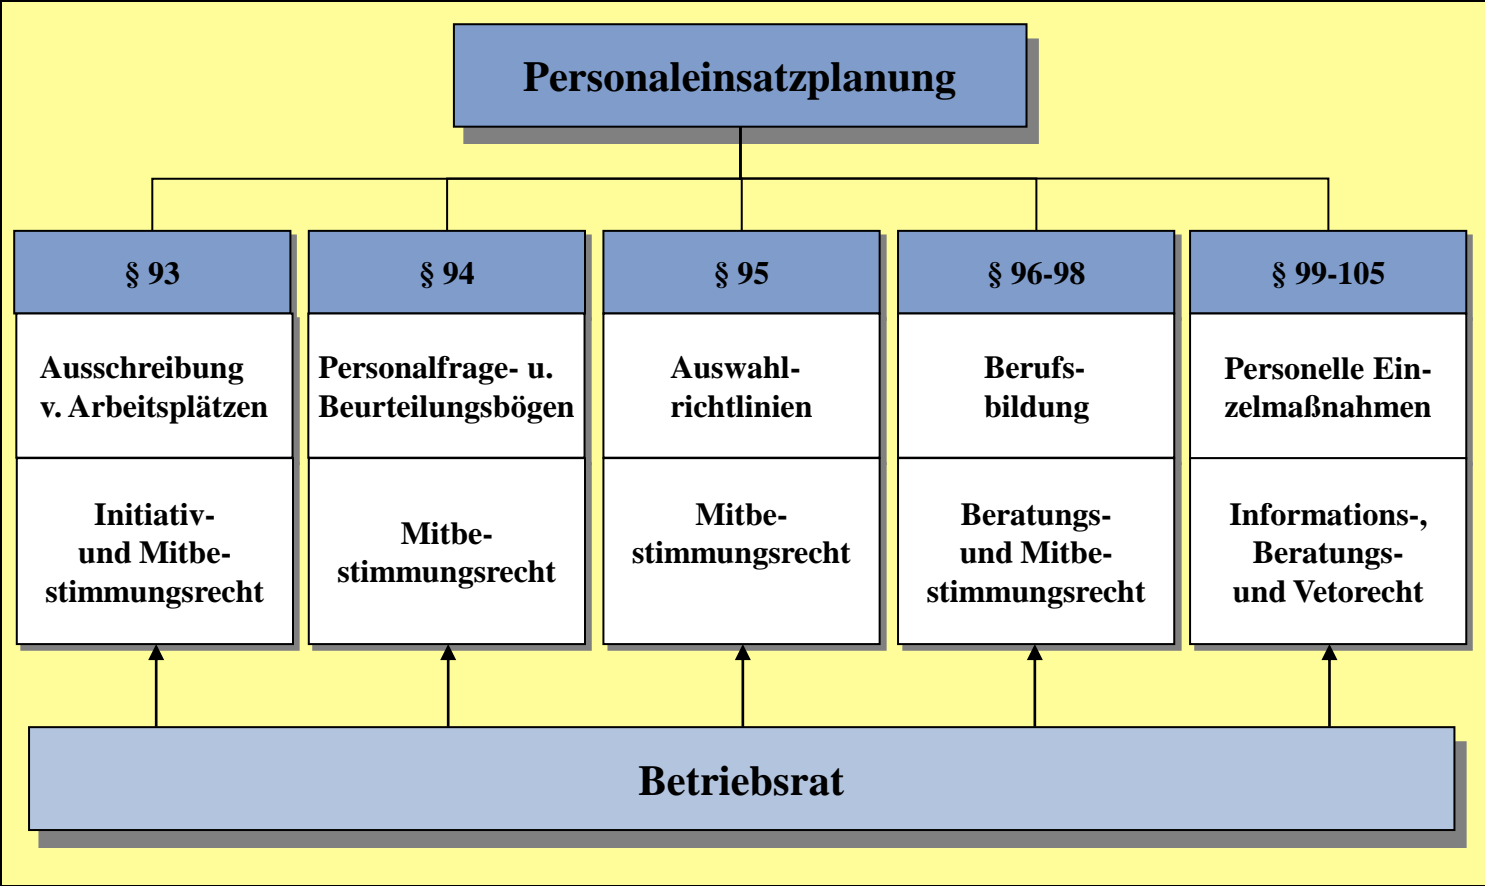 Personaleinsatzplanung
§ 93
Ausschreibung
v. Arbeitsplätzen
Initiativ-
und Mitbe-
stimmungsrecht
§ 94
Personalfrage- u.
Beurteilungsbögen
Mitbe-
stimmungsrecht
§ 95
Auswahl-
richtlinien
Mitbe-
stimmungsrecht
§ 96-98
Berufs-
bildung
Beratungs-
und Mitbe-
stimmungsrecht
§ 99-105
Personelle Ein-
zelmaßnahmen
Informations-,
Beratungs-
und Vetorecht
Betriebsrat